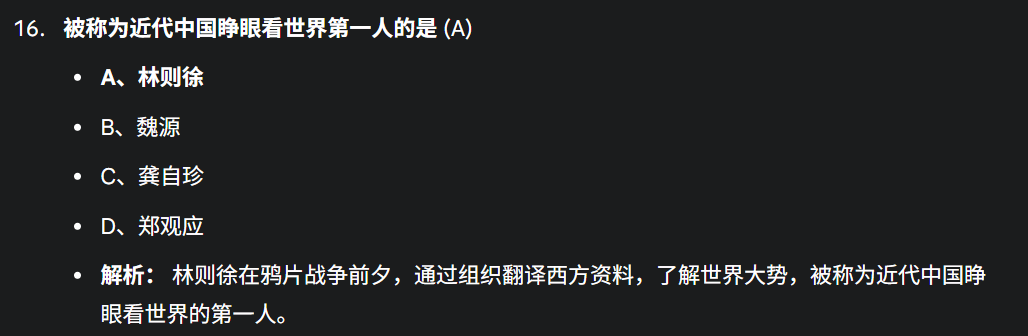 16. 被称为近代中国睁眼看世界第一人的是 (A)
• A、林则徐
• B、魏源
• C、龚自珍
• D、郑观应
• 解析： 林则徐在鸦片战争前夕，通过组织翻译西方资料，了解世界大势，被称为近代中国睁
眼看世界的第一人。